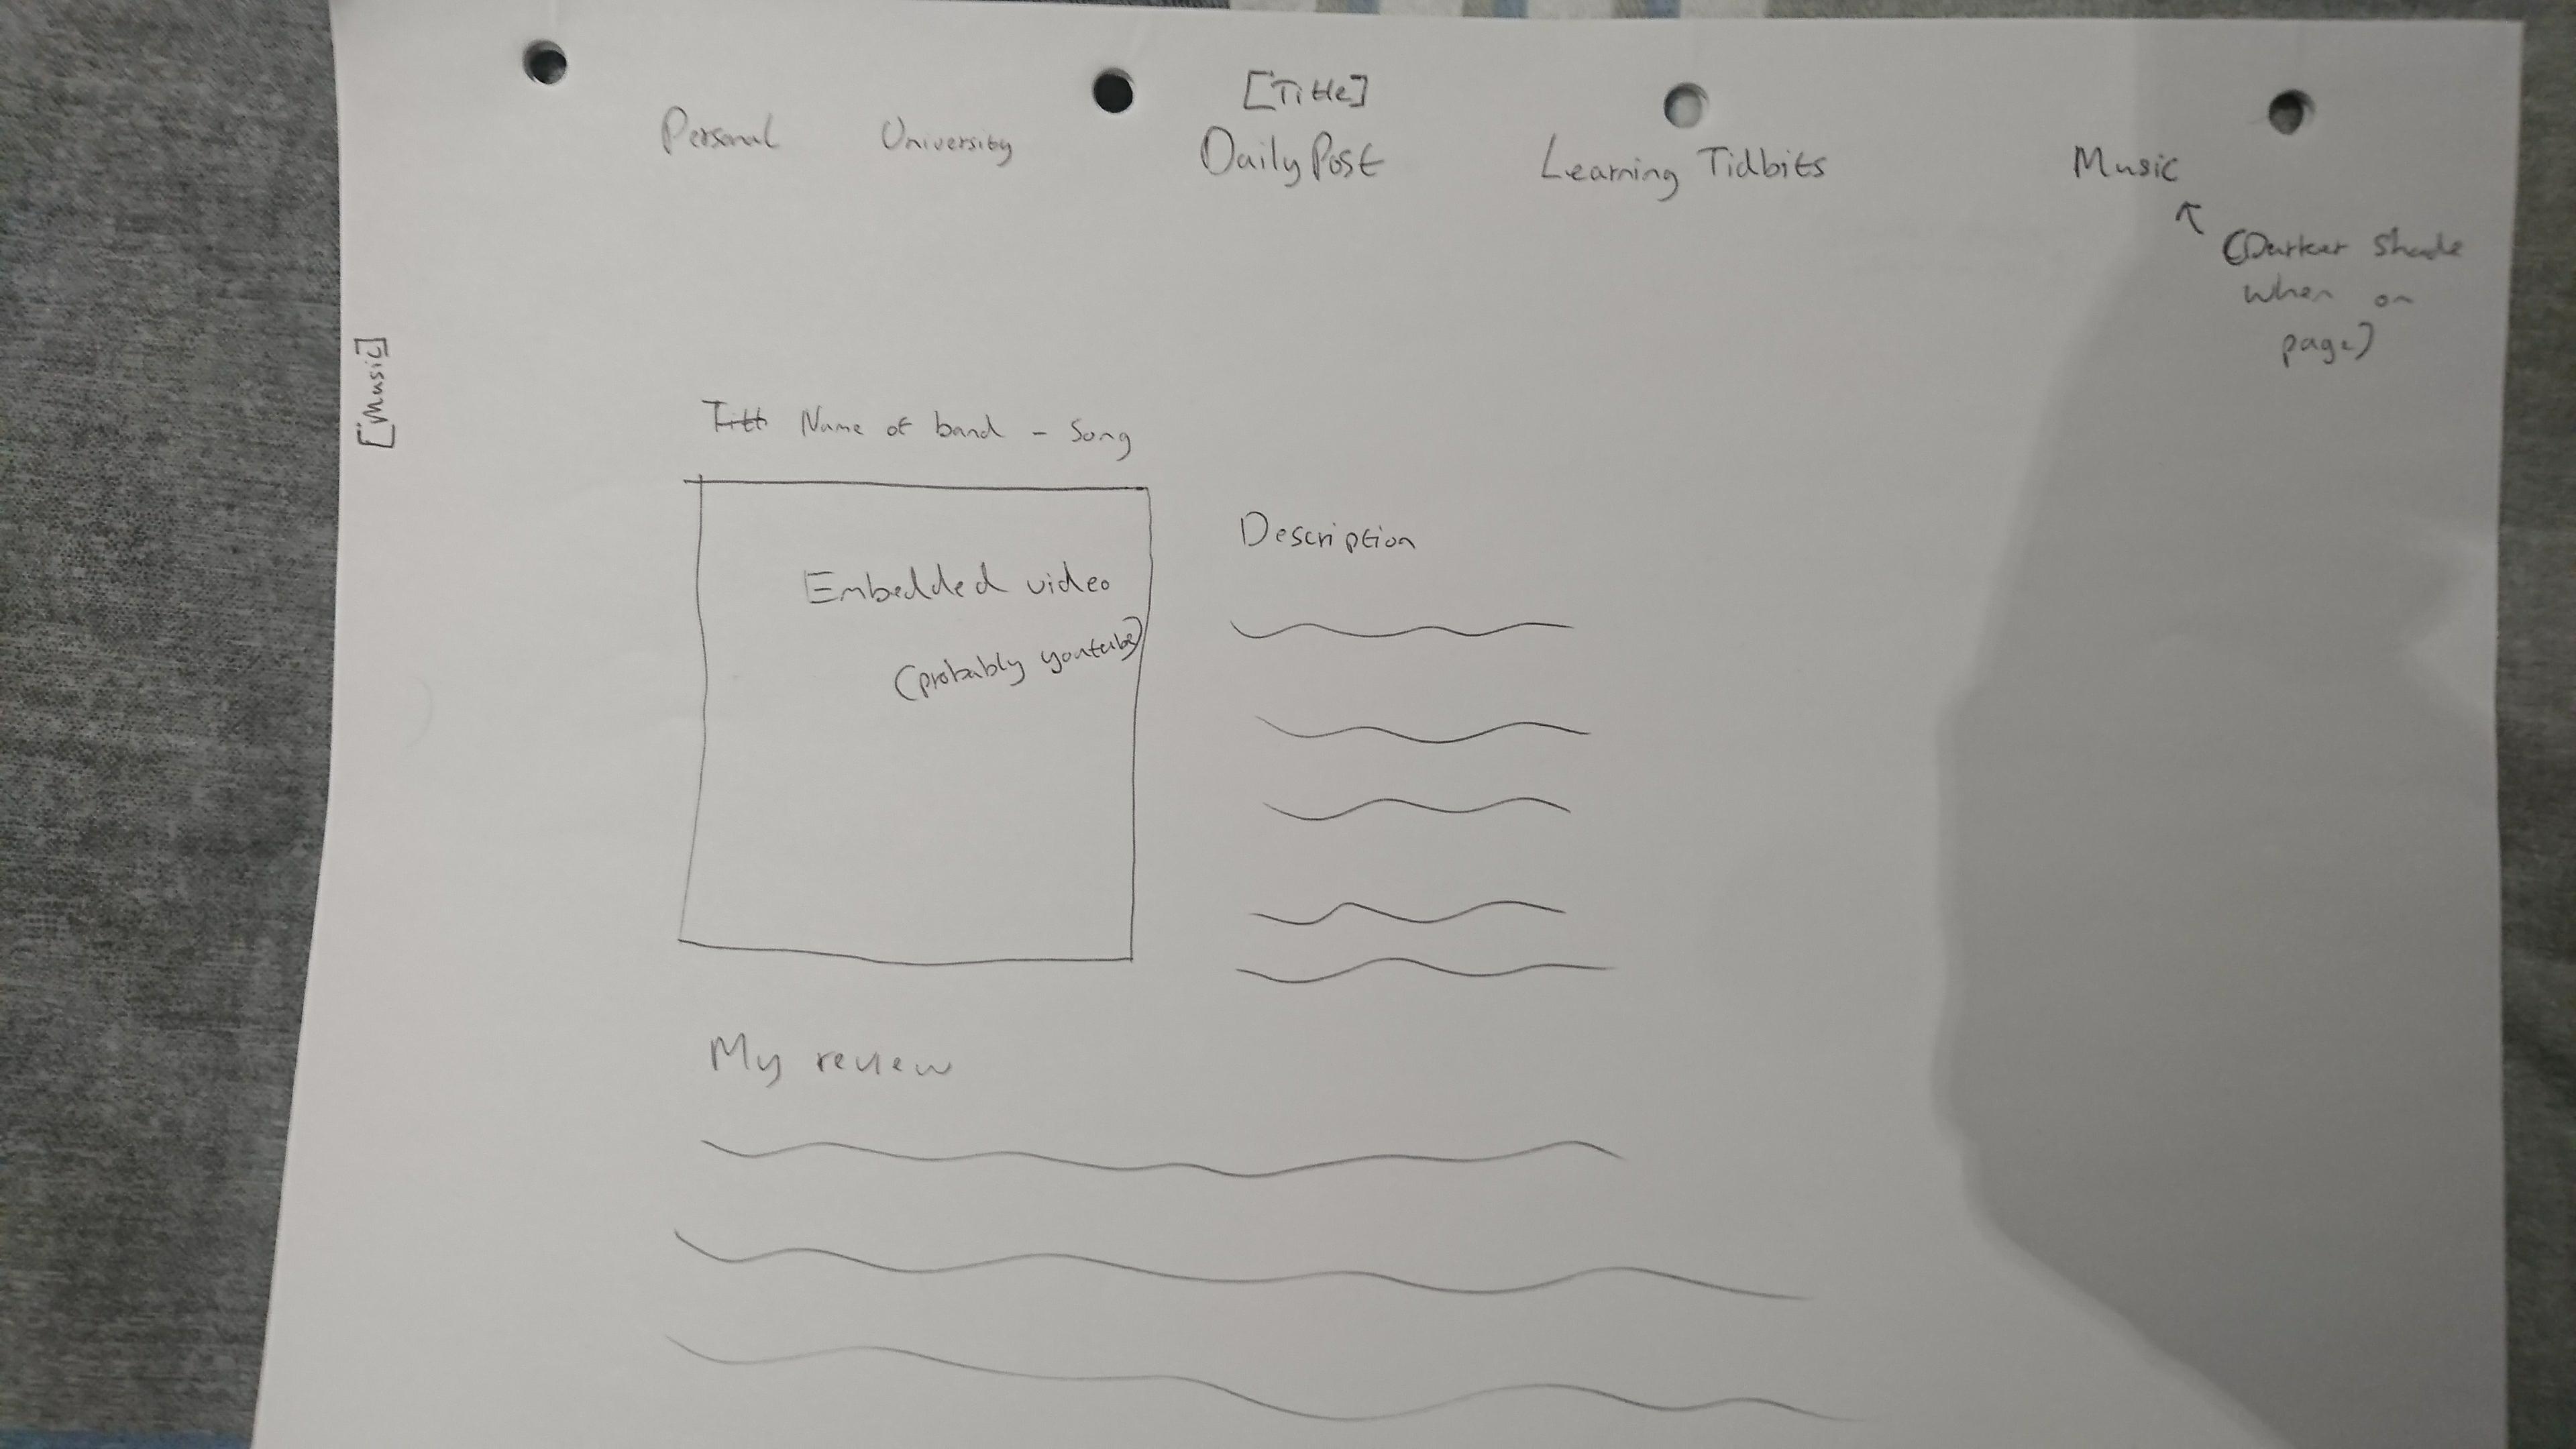 [Title]
Personal University Daily Post Learning Tidbits Music
(Darker shade
when on
page)
[Music]
Titl Name of band - Song
Embedded video
(probably youtube)
Description
My review